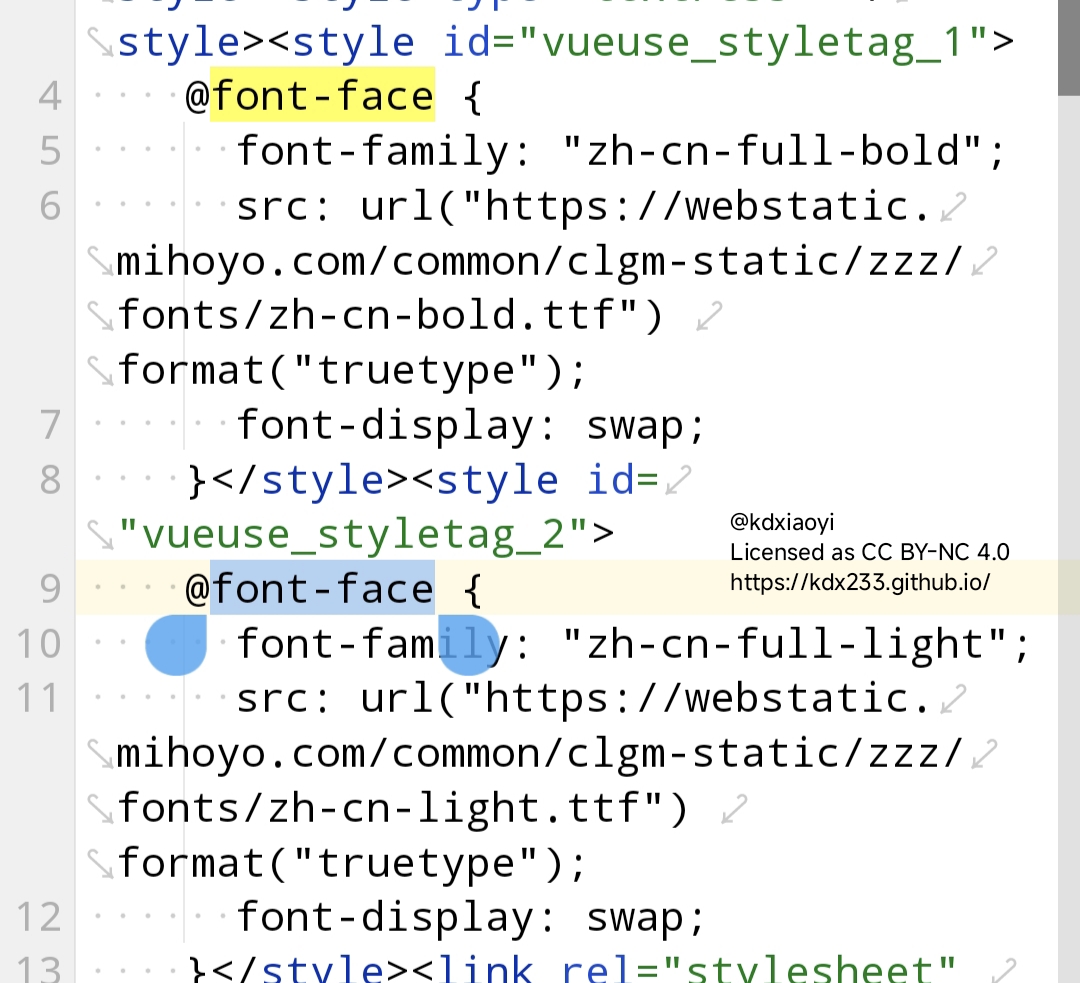 style><style id="vueuse_styletag_1">
4 ····@font-face {
5 ······font-family: "zh-cn-full-bold";
6 ······src: url("https://webstatic.
mihoyo.com/common/clgm-static/zzz/
fonts/zh-cn-bold.ttf")
format("truetype");
7 ······font-display: swap;
8 ····}</style><style id=
"vueuse_styletag_2">
@kdxiaoyi
Licensed as CC BY-NC 4.0
https://kdx233.github.io/
9 ····@font-face {
10 ······font-family: "zh-cn-full-light";
11 ······src: url("https://webstatic.
mihoyo.com/common/clgm-static/zzz/
fonts/zh-cn-light.ttf")
format("truetype");
12 ······font-display: swap;
13 ····}</style><link rel="stylesheet"